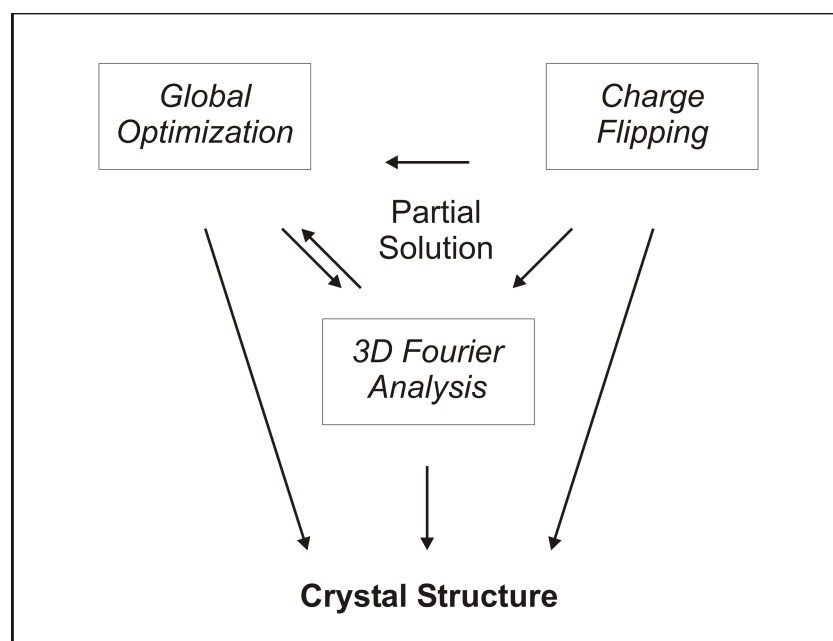 Global
Optimization
Charge
Flipping
Partial
Solution
3D Fourier
Analysis
Crystal Structure